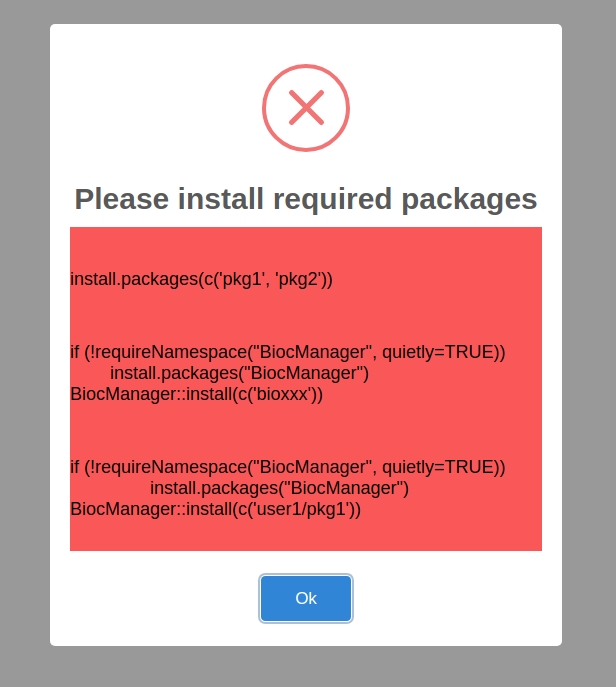 Please install required packages
install.packages(c('pkg1', 'pkg2'))
if (!requireNamespace("BiocManager", quietly=TRUE))
install.packages("BiocManager")
BiocManager::install(c('bioxxx'))
if (!requireNamespace("BiocManager", quietly=TRUE))
install.packages("BiocManager")
BiocManager::install(c('user1/pkg1'))
Ok